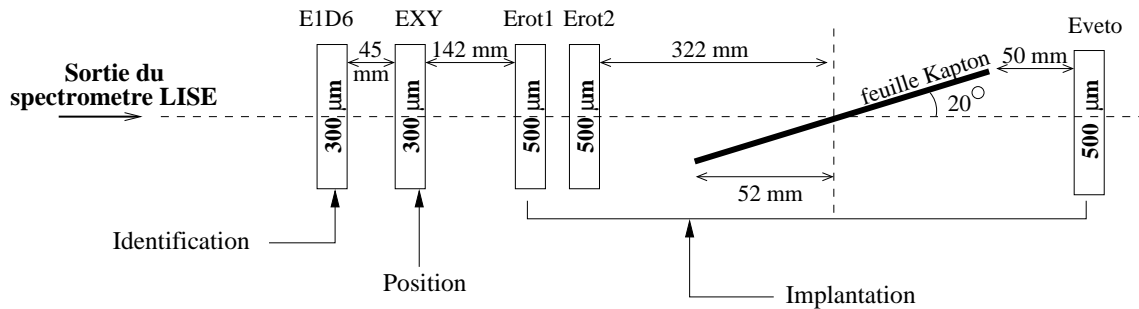 E1D6
EXY
Erot1
Erot2
Eveto
45
mm
142 mm
322 mm
50 mm
Sortie du
spectrometre LISE
feuille Kapton
20°
300 µm
300 µm
500 µm
500 µm
500 µm
52 mm
Identification
Position
Implantation